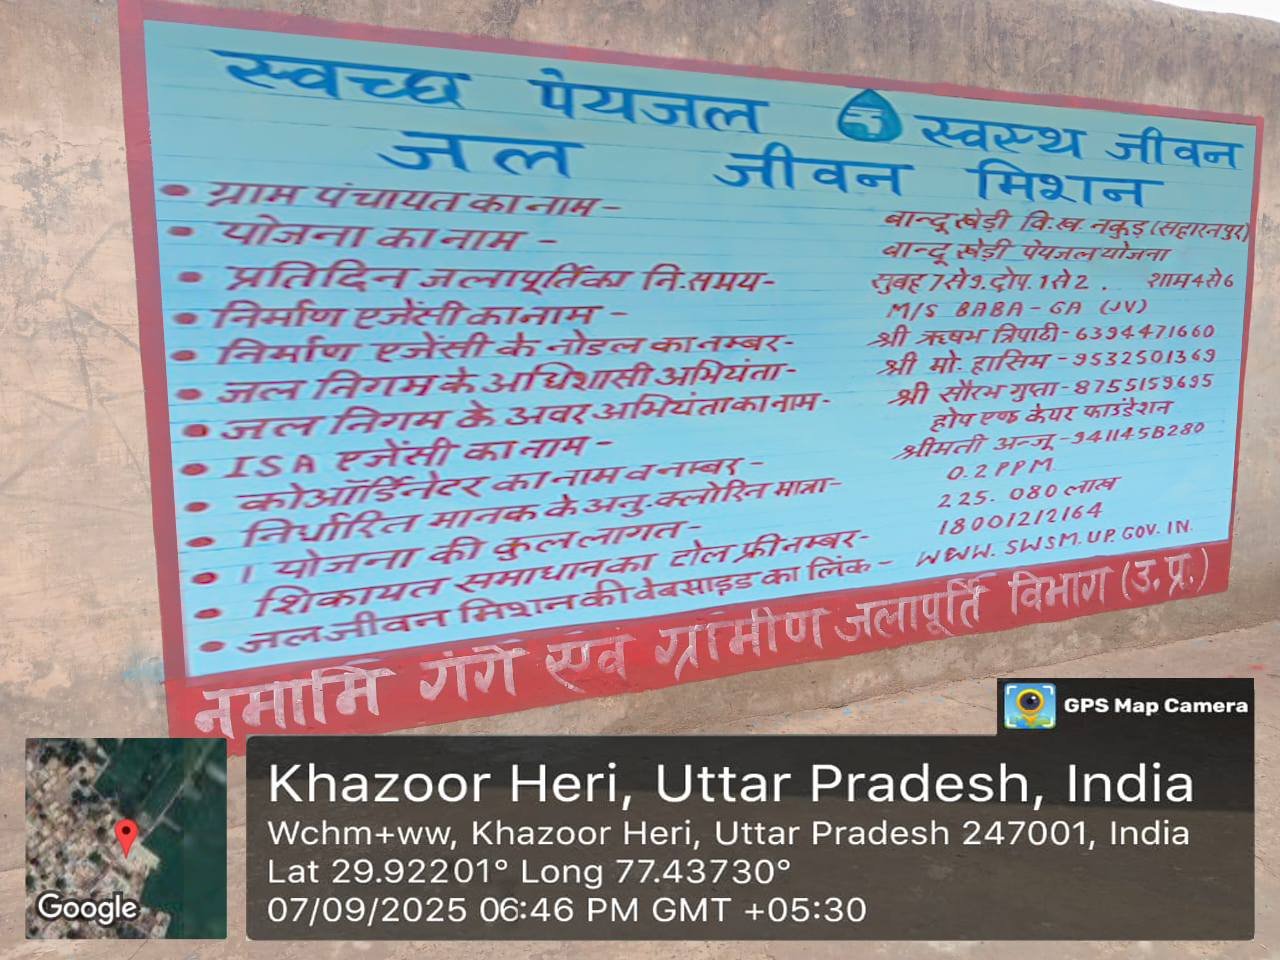 स्वच्छ पेयजल स्वस्थ जीवन
जल जीवन मिशन
• ग्राम पंचायत का नाम - बान्दूखेड़ी वि.ख. नकुड़ (सहारनपुर)
• योजना का नाम - बान्दूखेड़ी पेयजल योजना
• प्रतिदिन जलापूर्ति का नि.समय- सुबह 7 से 9. दोप. 1 से 2 . शाम 4 से 6
• निर्माण एजेंसी का नाम - M/S BABA - GA (JV)
• निर्माण एजेंसी के नोडल का नम्बर- श्री ऋषभ त्रिपाठी - 6394471660
• जल निगम के अधिशासी अभियंता- श्री मो. हासिम - 9532501369
• जल निगम के अवर अभियंता का नाम- श्री सौरभ गुप्ता - 8755159695
• ISA एजेंसी का नाम - होप एण्ड केयर फाउंडेशन
• कोऑर्डिनेटर का नाम व नम्बर - श्रीमती अन्जू - 9411458280
• निर्धारित मानक के अनु. क्लोरिन मात्रा- 0.2 PPM
• । योजना की कुल लागत - 225. 080 लाख
• शिकायत समाधान का टोल फ्री नम्बर- 18001212164
• जल जीवन मिशन की वेबसाइड का लिंक - WWW. SWSM. UP. GOV. IN.
नमामि गंगे एंव ग्रामीण जलापूर्ति विभाग (उ. प्र.)
GPS Map Camera
Khazoor Heri, Uttar Pradesh, India
Wchm+ww, Khazoor Heri, Uttar Pradesh 247001, India
Lat 29.92201° Long 77.43730°
07/09/2025 06:46 PM GMT +05:30
Google